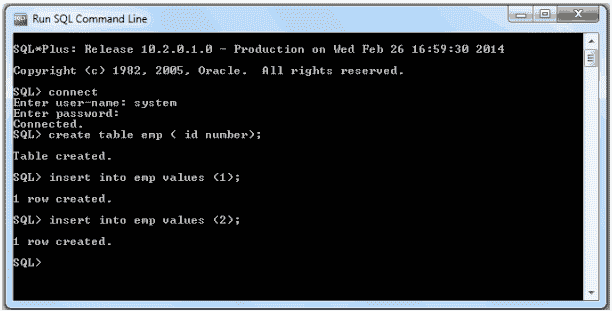 Run SQL Command Line
SQL*Plus: Release 10.2.0.1.0 - Production on Wed Feb 26 16:59:30 2014
Copyright (c) 1982, 2005, Oracle.  All rights reserved.
SQL> connect
Enter user-name: system
Enter password:
Connected.
SQL> create table emp ( id number);
Table created.
SQL> insert into emp values (1);
1 row created.
SQL> insert into emp values (2);
1 row created.
SQL>